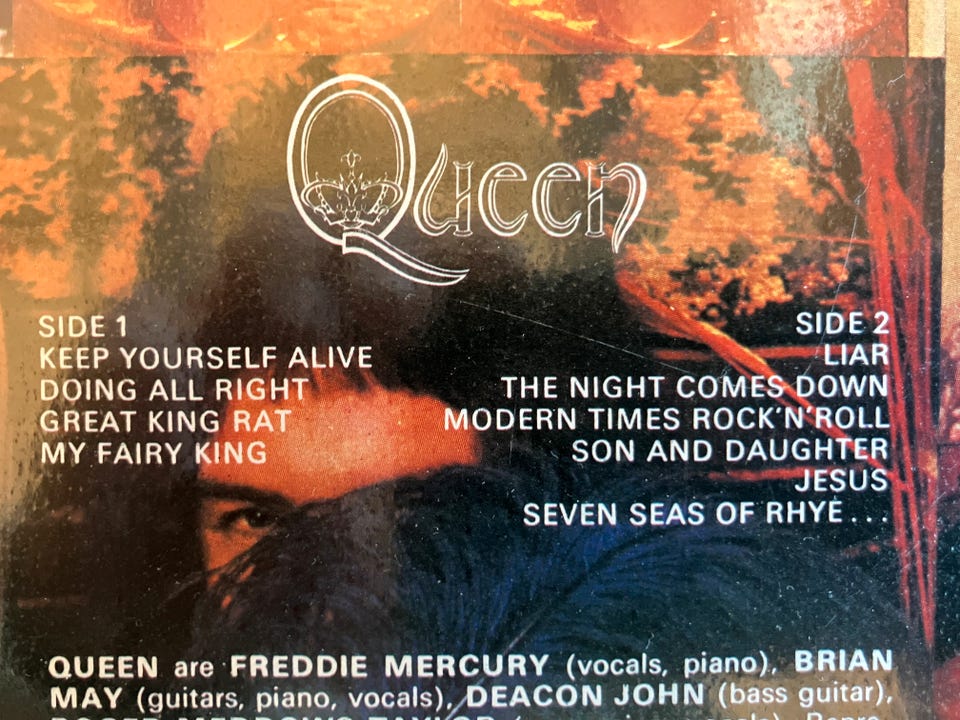 Queen
SIDE 1
KEEP YOURSELF ALIVE
DOING ALL RIGHT
GREAT KING RAT
MY FAIRY KING
SIDE 2
LIAR
THE NIGHT COMES DOWN
MODERN TIMES ROCK'N'ROLL
SON AND DAUGHTER
JESUS
SEVEN SEAS OF RHYE...
QUEEN are FREDDIE MERCURY (vocals, piano), BRIAN
MAY (guitars, piano, vocals), DEACON JOHN (bass guitar),